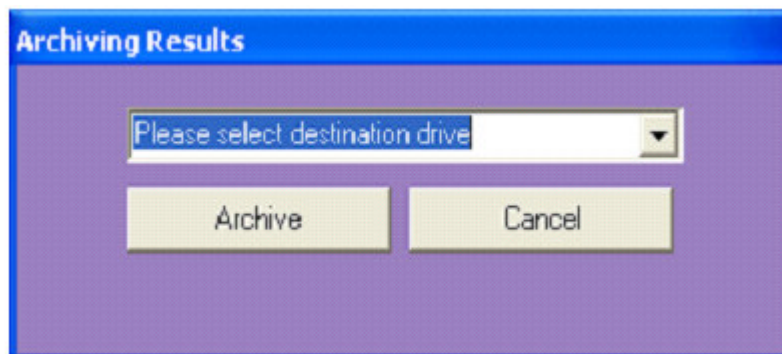 Archiving Results
Please select destination drive
Archive
Cancel